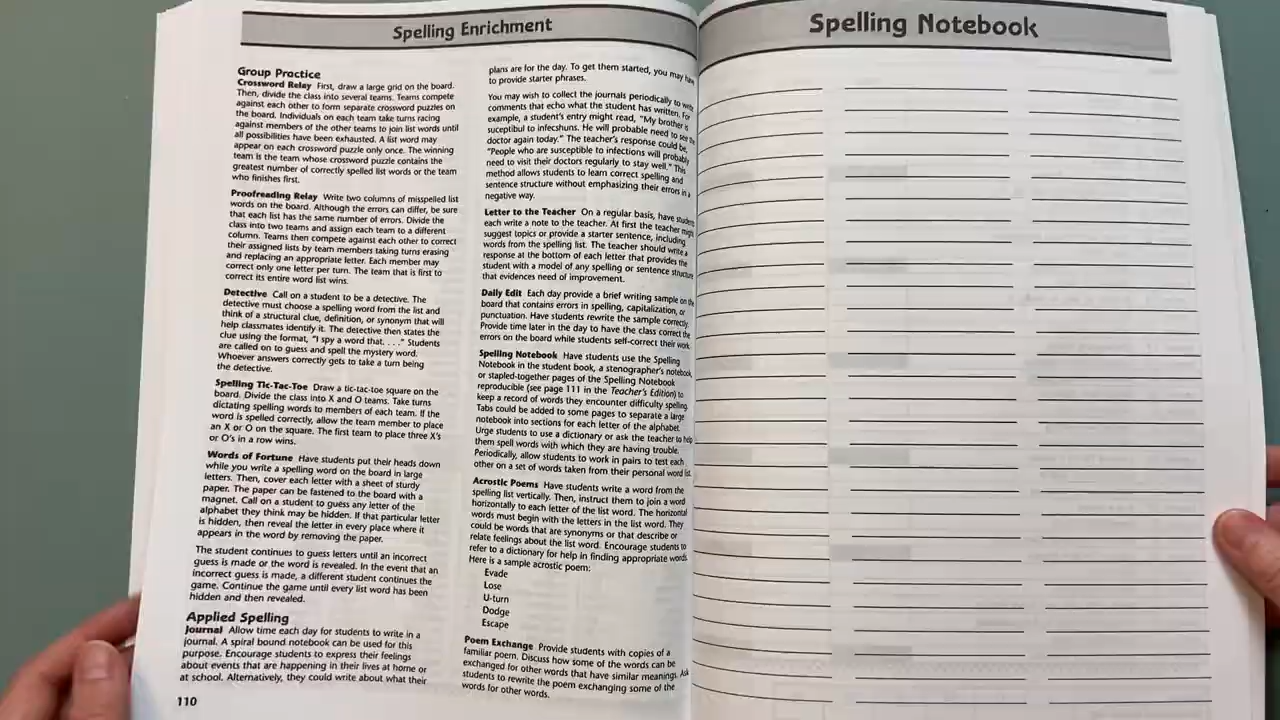 Spelling Enrichment
Group Practice
Crossword Relay First, draw a large grid on the board.
Then, divide the class into several teams. Teams compete
against each other to form separate crossword puzzles on
the board. Individuals on each team take turns racing
against members of the other teams to join list words until
all possibilities have been exhausted. A list word may
appear on each crossword puzzle only once. The winning
team is the team whose crossword puzzle contains the
greatest number of correctly spelled list words or the team
who finishes first.
Proofreading Relay Write two columns of misspelled list
words on the board. Although the errors can differ, be sure
that each list has the same number of errors. Divide the
class into two teams and assign each team to a different
column. Teams then compete against each other to correct
their assigned lists by team members taking turns erasing
and replacing an appropriate letter. Each member may
correct only one letter per turn. The team that is first to
correct its entire word list wins.
Detective Call on a student to be a detective. The
detective must choose a spelling word from the list and
think of a structural clue, definition, or synonym that will
help classmates identify it. The detective then states the
clue using the format, "I spy a word that. . . ." Students
are called on to guess and spell the mystery word.
Whoever answers correctly gets to take a turn being
the detective.
Spelling Tic-Tac-Toe Draw a tic-tac-toe square on the
board. Divide the class into X and O teams. Take turns
dictating spelling words to members of each team. If the
word is spelled correctly, allow the team member to place
an X or O on the square. The first team to place three X's
or O's in a row wins.
Words of Fortune Have students put their heads down
while you write a spelling word on the board in large
letters. Then, cover each letter with a sheet of sturdy
paper. The paper can be fastened to the board with a
magnet. Call on a student to guess any letter of the
alphabet they think may be hidden. If that particular letter
is hidden, then reveal the letter in every place where it
appears in the word by removing the paper.
The student continues to guess letters until an incorrect
guess is made or the word is revealed. In the event that an
incorrect guess is made, a different student continues the
game. Continue the game until every list word has been
hidden and then revealed.
Applied Spelling
Journal Allow time each day for students to write in a
journal. A spiral bound notebook can be used for this
purpose. Encourage students to express their feelings
about events that are happening in their lives at home or
at school. Alternatively, they could write about what their
110
plans are for the day. To get them started, you may have
to provide starter phrases.
You may wish to collect the journals periodically to write
comments that echo what the student has written. For
example, a student's entry might read, "My brother is
suceptibul to infecshuns. He will probable need to see the
doctor again today." The teacher's response could be,
"People who are susceptible to infections will probably
need to visit their doctors regularly to stay well." This
method allows students to learn correct spelling and
sentence structure without emphasizing their errors in a
negative way.
Letter to the Teacher On a regular basis, have students
each write a note to the teacher. At first the teacher might
suggest topics or provide a starter sentence, including
words from the spelling list. The teacher should write a
response at the bottom of each letter that provides the
student with a model of any spelling or sentence structure
that evidences need of improvement.
Daily Edit Each day provide a brief writing sample on the
board that contains errors in spelling, capitalization, or
punctuation. Have students rewrite the sample correctly.
Provide time later in the day to have the class correct the
errors on the board while students self-correct their work.
Spelling Notebook Have students use the Spelling
Notebook in the student book, a stenographer's notebook,
or stapled-together pages of the Spelling Notebook
reproducible (see page 111 in the Teacher's Edition) to
keep a record of words they encounter difficulty spelling.
Tabs could be added to some pages to separate a large
notebook into sections for each letter of the alphabet.
Urge students to use a dictionary or ask the teacher to help
them spell words with which they are having trouble.
Periodically, allow students to work in pairs to test each
other on a set of words taken from their personal word list.
Acrostic Poems Have students write a word from the
spelling list vertically. Then, instruct them to join a word
horizontally to each letter of the list word. The horizontal
words must begin with the letters in the list word. They
could be words that are synonyms or that describe or
relate feelings about the list word. Encourage students to
refer to a dictionary for help in finding appropriate words.
Here is a sample acrostic poem:
Evade
Lose
U-turn
Dodge
Escape
Poem Exchange Provide students with copies of a
familiar poem. Discuss how some of the words can be
exchanged for other words that have similar meanings. Ask
students to rewrite the poem exchanging some of the
words for other words.
Spelling Notebook